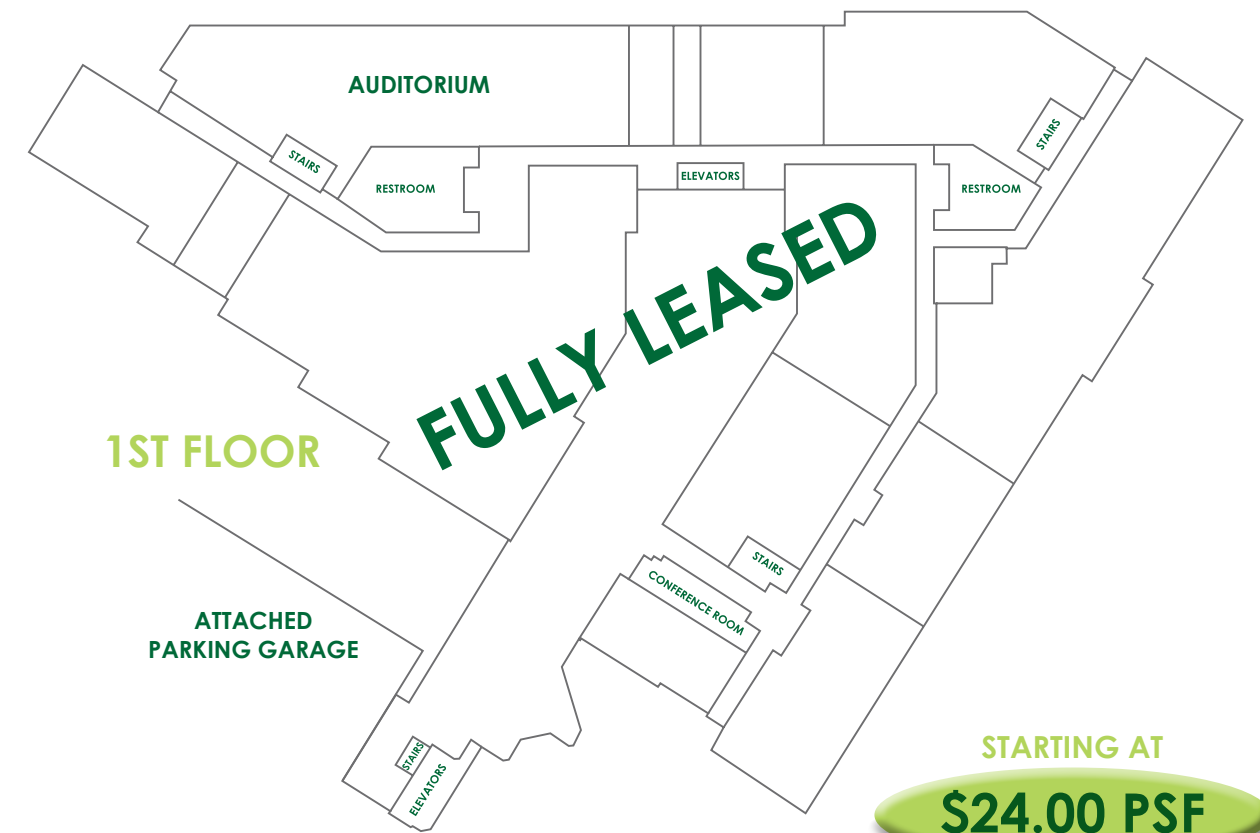 AUDITORIUM
STAIRS
STAIRS
RESTROOM
ELEVATORS
RESTROOM
FULLY LEASED
1ST FLOOR
STAIRS
CONFERENCE ROOM
ATTACHED
PARKING GARAGE
STAIRS
ELEVATORS
STARTING AT
$24.00 PSF